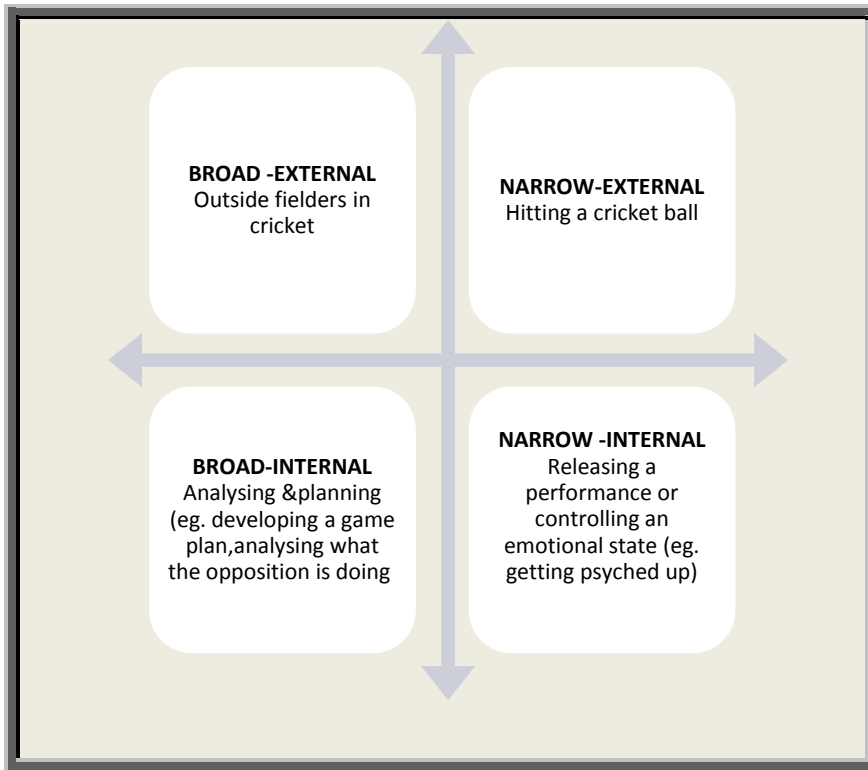 BROAD -EXTERNAL
Outside fielders in
cricket
NARROW-EXTERNAL
Hitting a cricket ball
BROAD-INTERNAL
Analysing &planning
(eg. developing a game
plan,analysing what
the opposition is doing
NARROW -INTERNAL
Releasing a
performance or
controlling an
emotional state (eg.
getting psyched up)